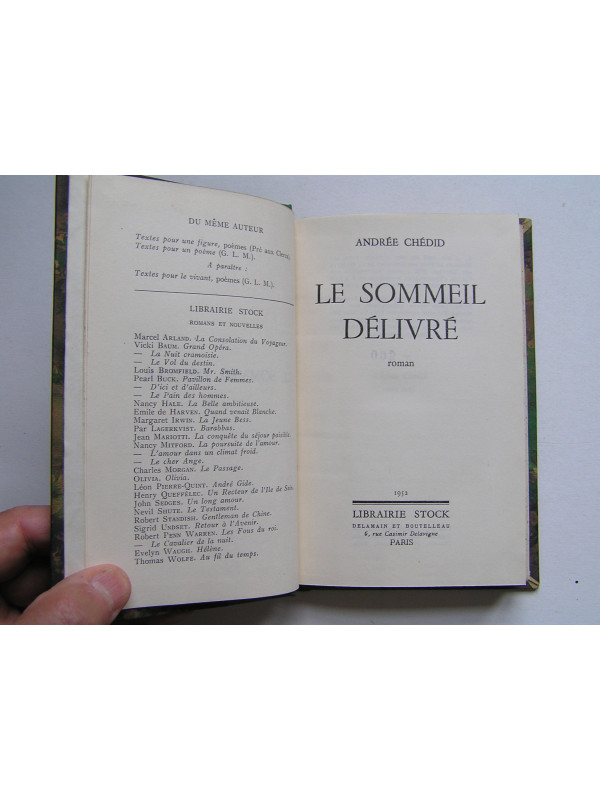 DU MÊME AUTEUR
Textes pour une figure, poèmes (Pré aux Clercs).
Textes pour un poème (G. L. M.).
A paraître :
Textes pour le vivant, poèmes (G. L. M.).
LIBRAIRIE STOCK
ROMANS ET NOUVELLES
Marcel ARLAND. La Consolation du Voyageur.
Vicki BAUM. Grand Opéra.
— La Nuit cramoisie.
— Le Vol du destin.
Louis BROMFIELD. Mr. Smith.
Pearl BUCK. Pavillon de Femmes.
— D'ici et d'ailleurs.
— Le Pain des hommes.
Nancy HALE. La Belle ambitieuse.
Emile de HARVEN. Quand venait Blanche.
Margaret IRWIN. La Jeune Bess.
Par LAGERKVIST. Barabbas.
Jean MARIOTTI. La conquête du séjour paisible.
Nancy MITFORD. La poursuite de l'amour.
— L'amour dans un climat froid.
— Le cher Ange.
Charles MORGAN. Le Passage.
OLIVIA. Olivia.
Léon PIERRE-QUINT. André Gide.
Henry QUEFFÉLEC. Un Recteur de l'Ile de Sein.
John SEDGES. Un long amour.
Nevil SHUTE. Le Testament.
Robert STANDISH. Gentleman de Chine.
Sigrid UNDSET. Retour à l'Avenir.
Robert PENN WARREN. Les Fous du roi.
— Le Cavalier de la nuit.
Evelyn WAUGH. Hélène.
Thomas WOLFE. Au fil du temps.
ANDRÉE CHÉDID
LE SOMMEIL
DÉLIVRÉ
roman
1952
LIBRAIRIE STOCK
DELAMAIN ET BOUTELLEAU
6, rue Casimir Delavigne
PARIS